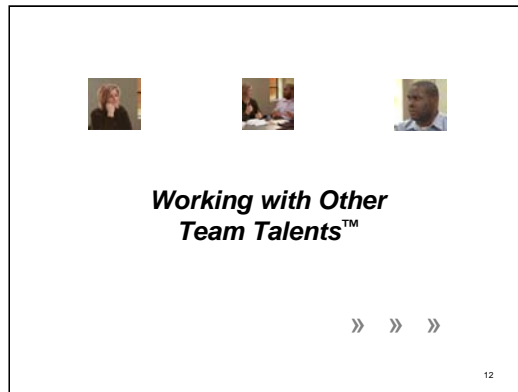 Working with Other
Team Talents™
» » »
12